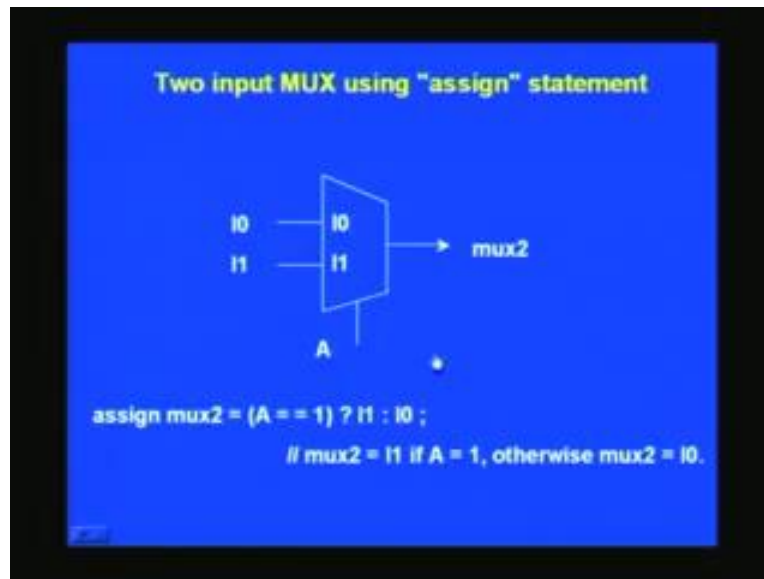 Two input MUX using "assign" statement
I0 I0
I1 I1
mux2
A
assign mux2 = (A = = 1) ? I1 : I0 ;
// mux2 = I1 if A = 1, otherwise mux2 = I0.